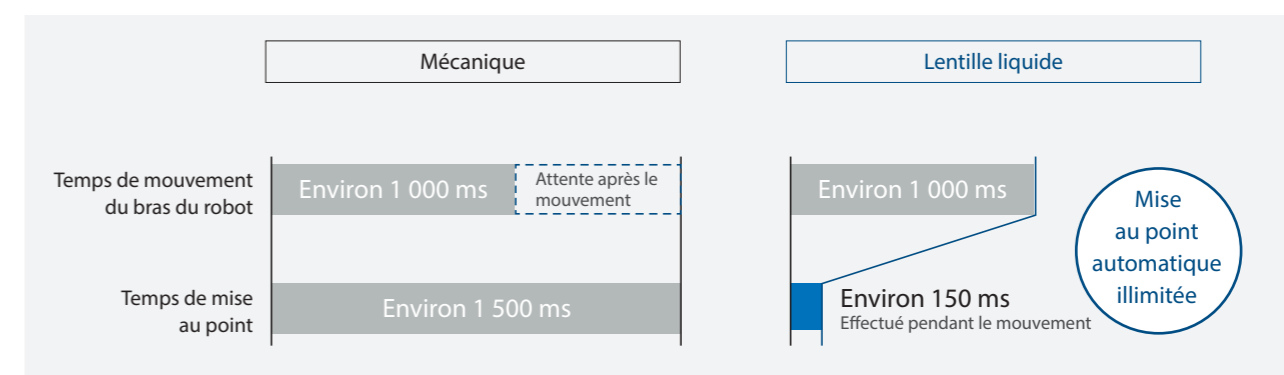 Mécanique
Lentille liquide
Temps de mouvement
du bras du robot
Environ 1 000 ms
Attente après le
mouvement
Environ 1 000 ms
Mise
au point
automatique
illimitée
Temps de mise
au point
Environ 1 500 ms
Environ 150 ms
Effectué pendant le mouvement